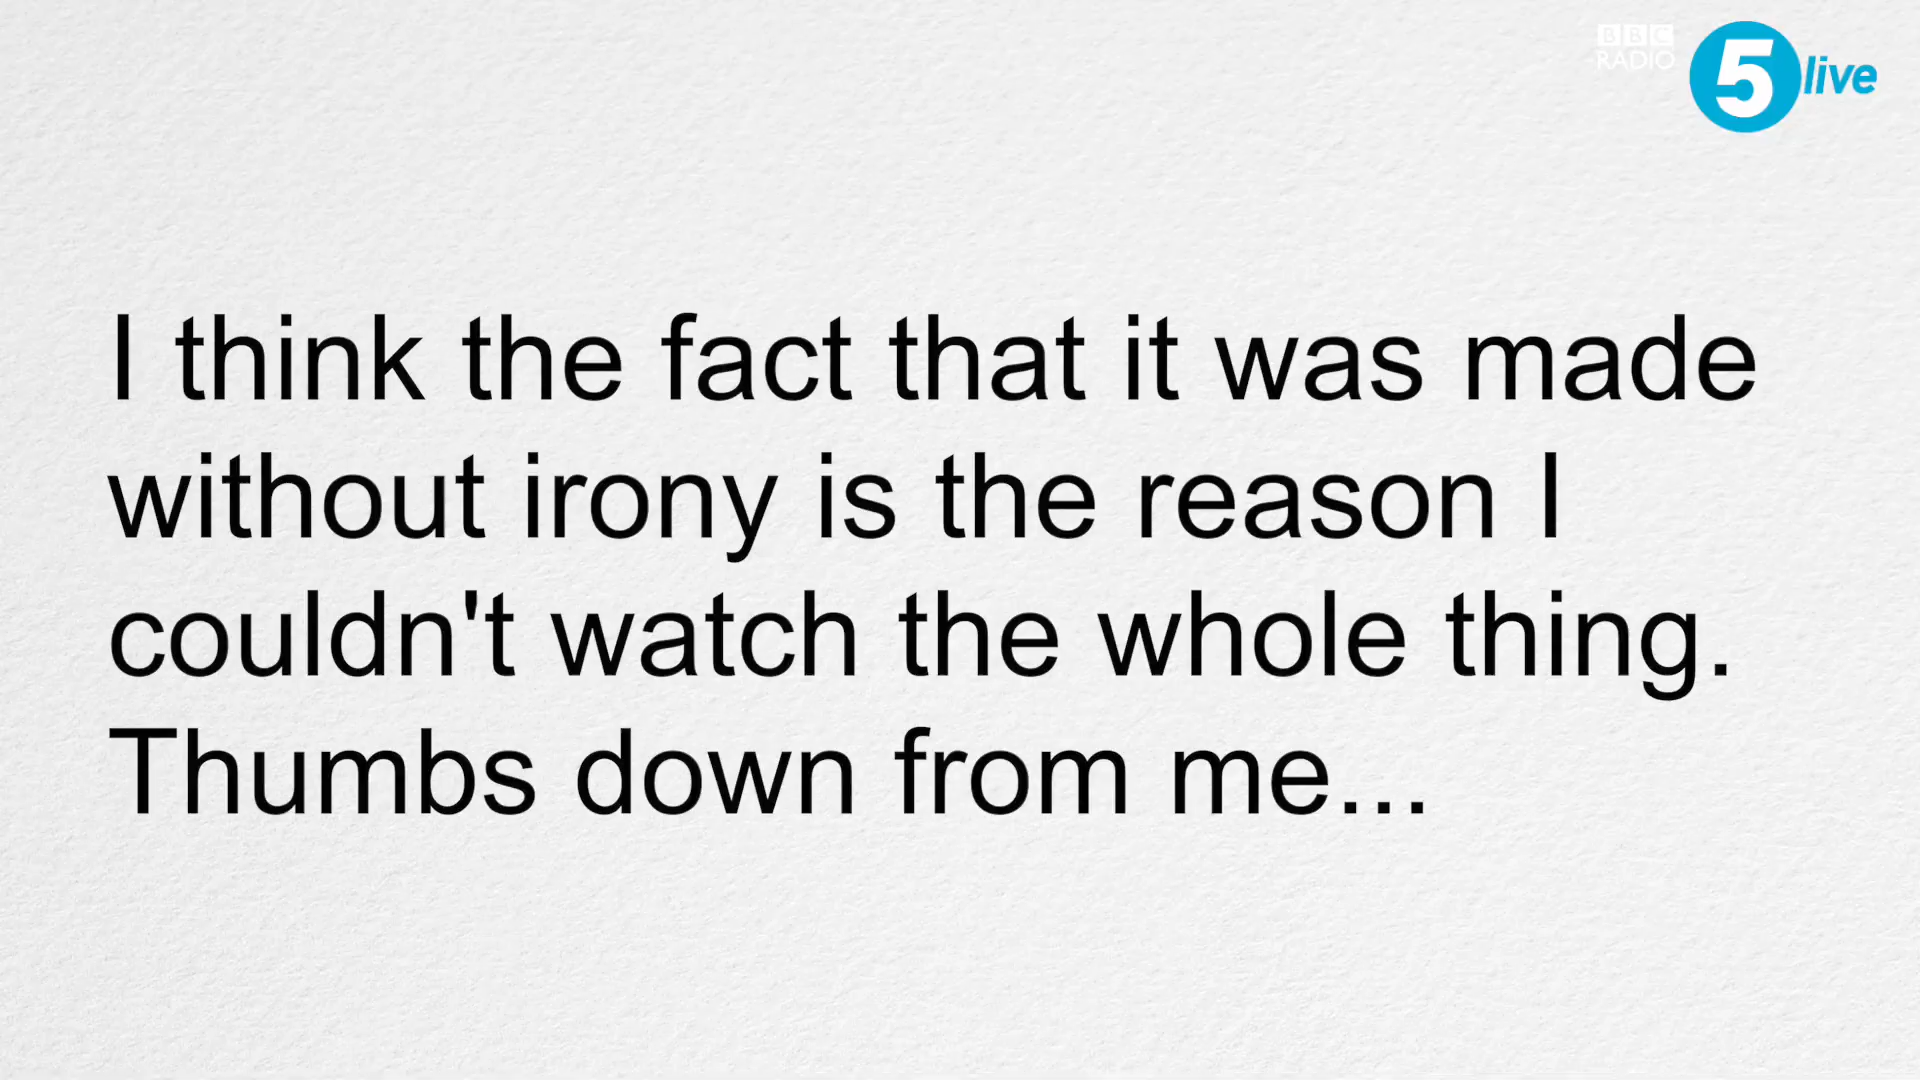 BBC
RADIO
5 live
I think the fact that it was made
without irony is the reason I
couldn't watch the whole thing.
Thumbs down from me...